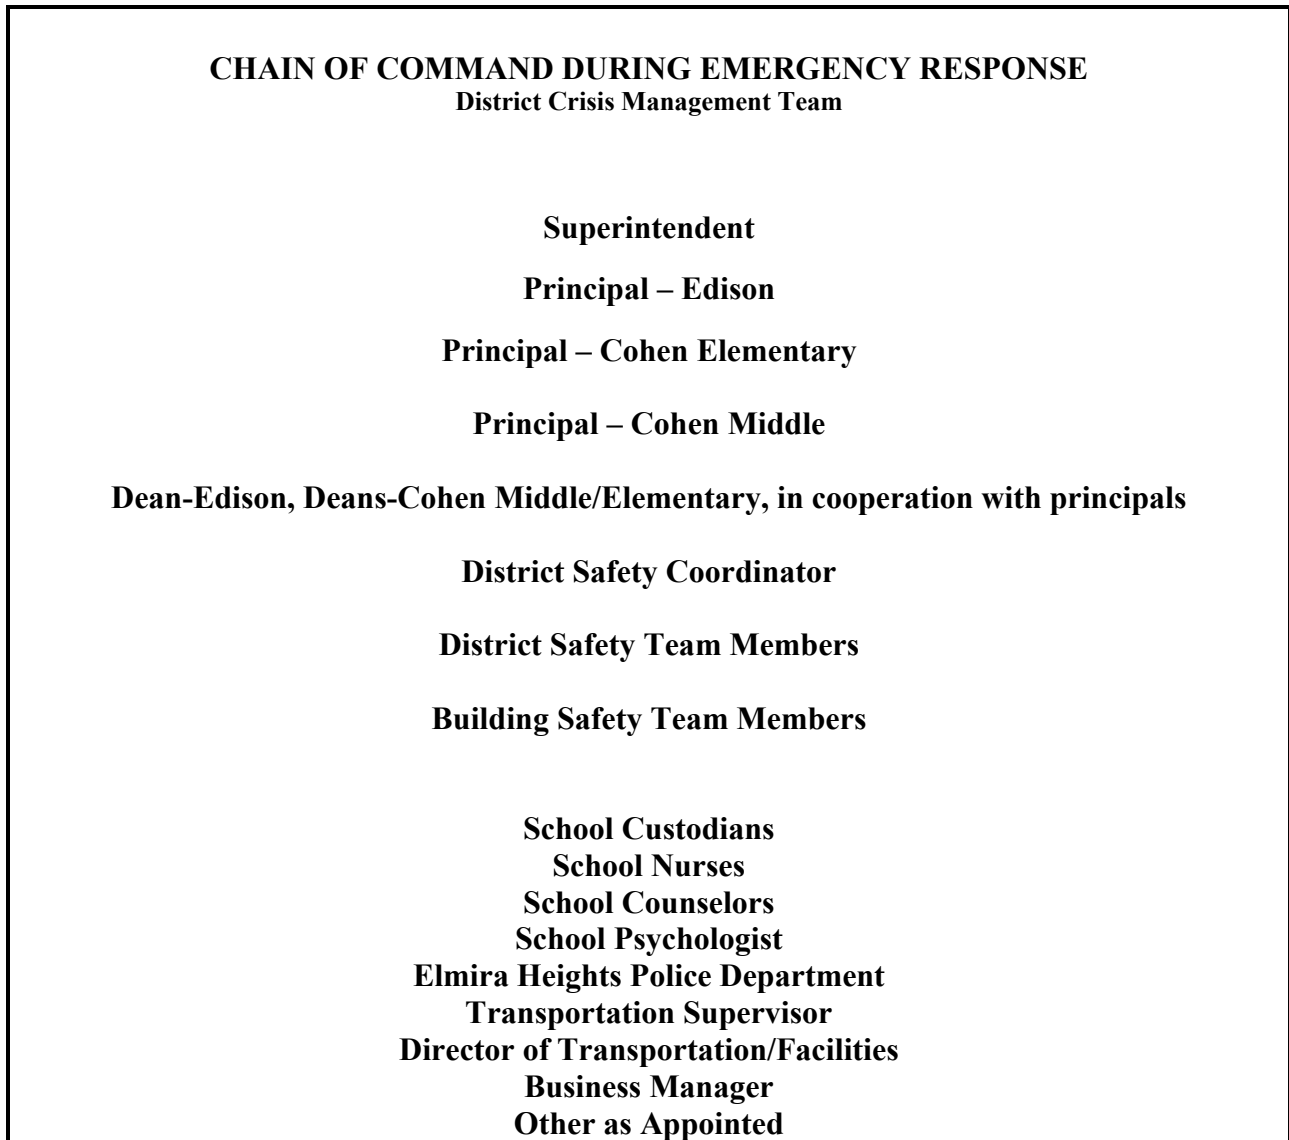 CHAIN OF COMMAND DURING EMERGENCY RESPONSE
District Crisis Management Team
Superintendent
Principal – Edison
Principal – Cohen Elementary
Principal – Cohen Middle
Dean-Edison, Deans-Cohen Middle/Elementary, in cooperation with principals
District Safety Coordinator
District Safety Team Members
Building Safety Team Members
School Custodians
School Nurses
School Counselors
School Psychologist
Elmira Heights Police Department
Transportation Supervisor
Director of Transportation/Facilities
Business Manager
Other as Appointed